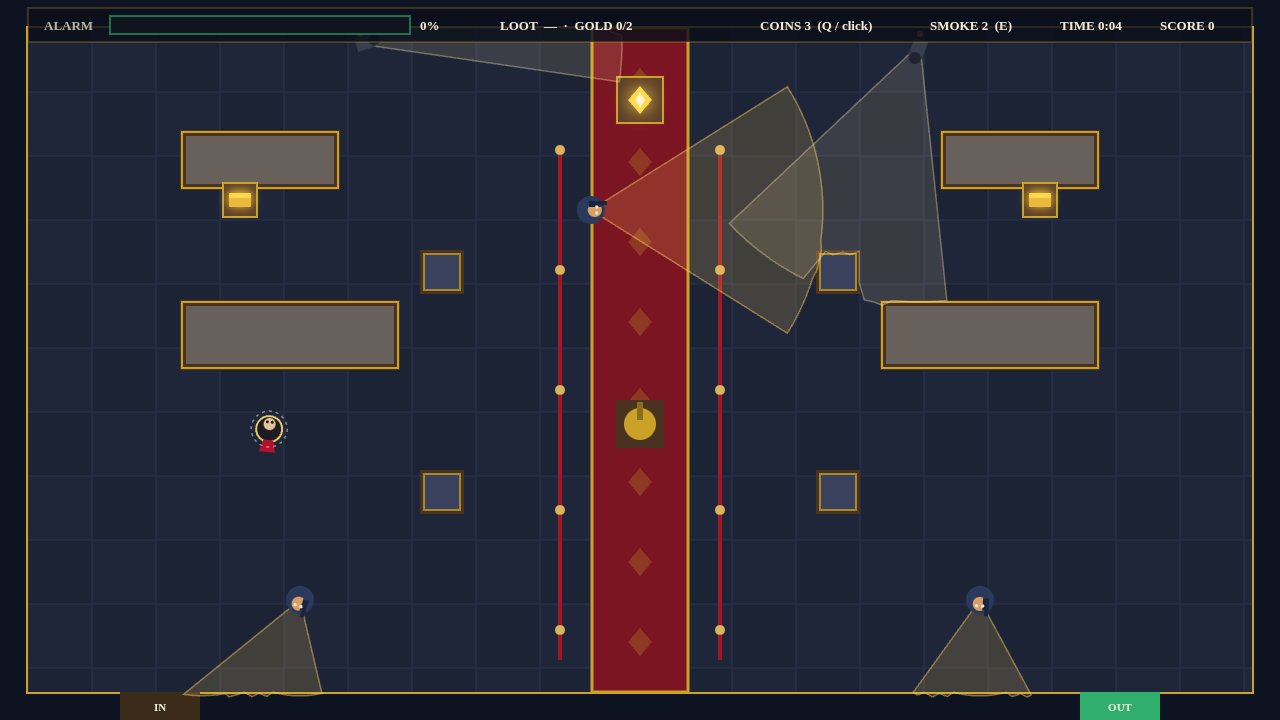 ALARM 0% LOOT — · GOLD 0/2 COINS 3 (Q / click) SMOKE 2 (E) TIME 0:04 SCORE 0
IN OUT